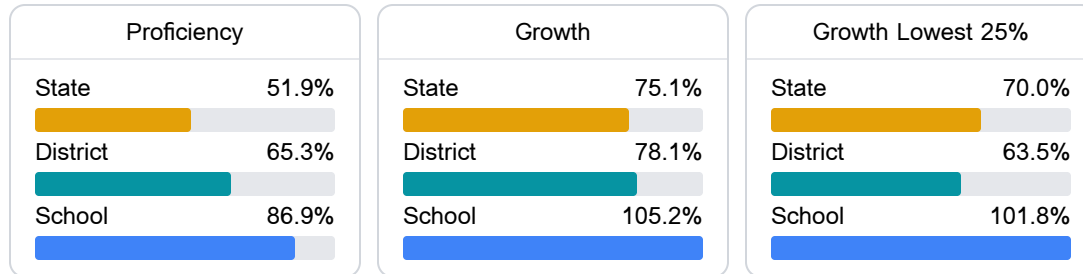 Proficiency
State 51.9%
District 65.3%
School 86.9%
Growth
State 75.1%
District 78.1%
School 105.2%
Growth Lowest 25%
State 70.0%
District 63.5%
School 101.8%